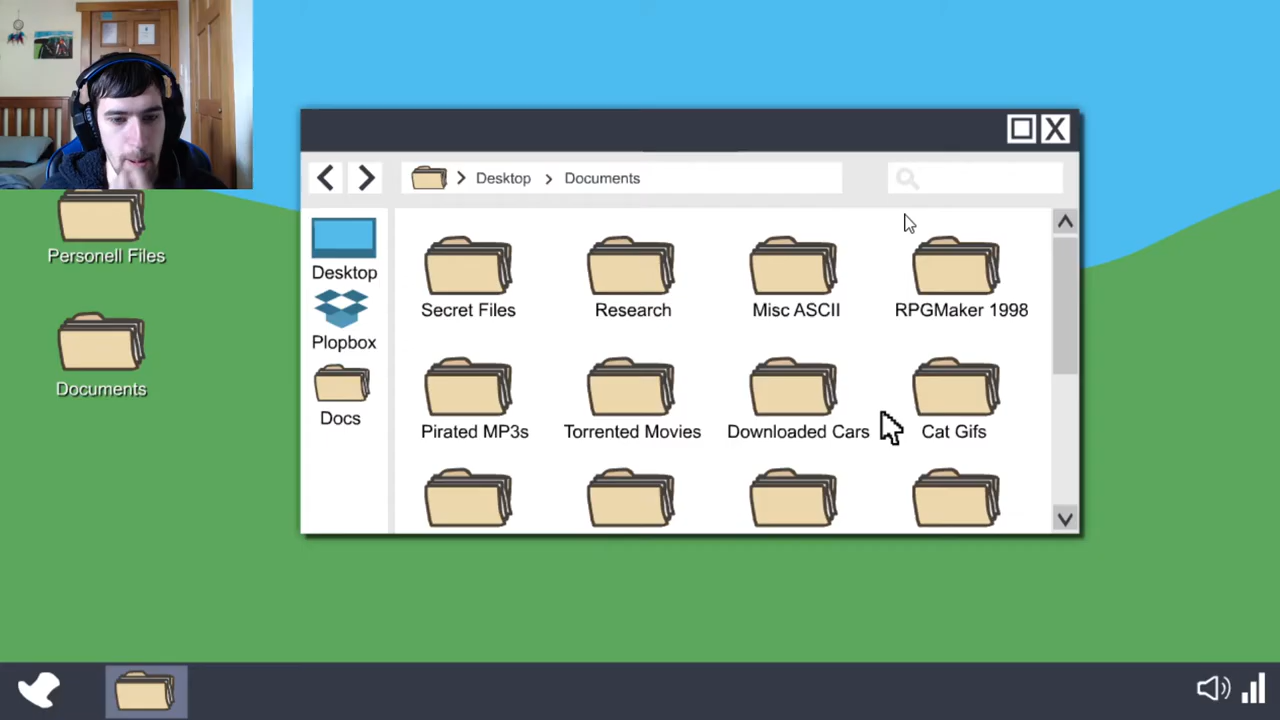 X
Desktop
Documents
Personell Files
Desktop
Secret Files
Research
Misc ASCII
RPGMaker 1998
Plopbox
Documents
Docs
Pirated MP3s
Torrented Movies
Downloaded Cars
Cat Gifs